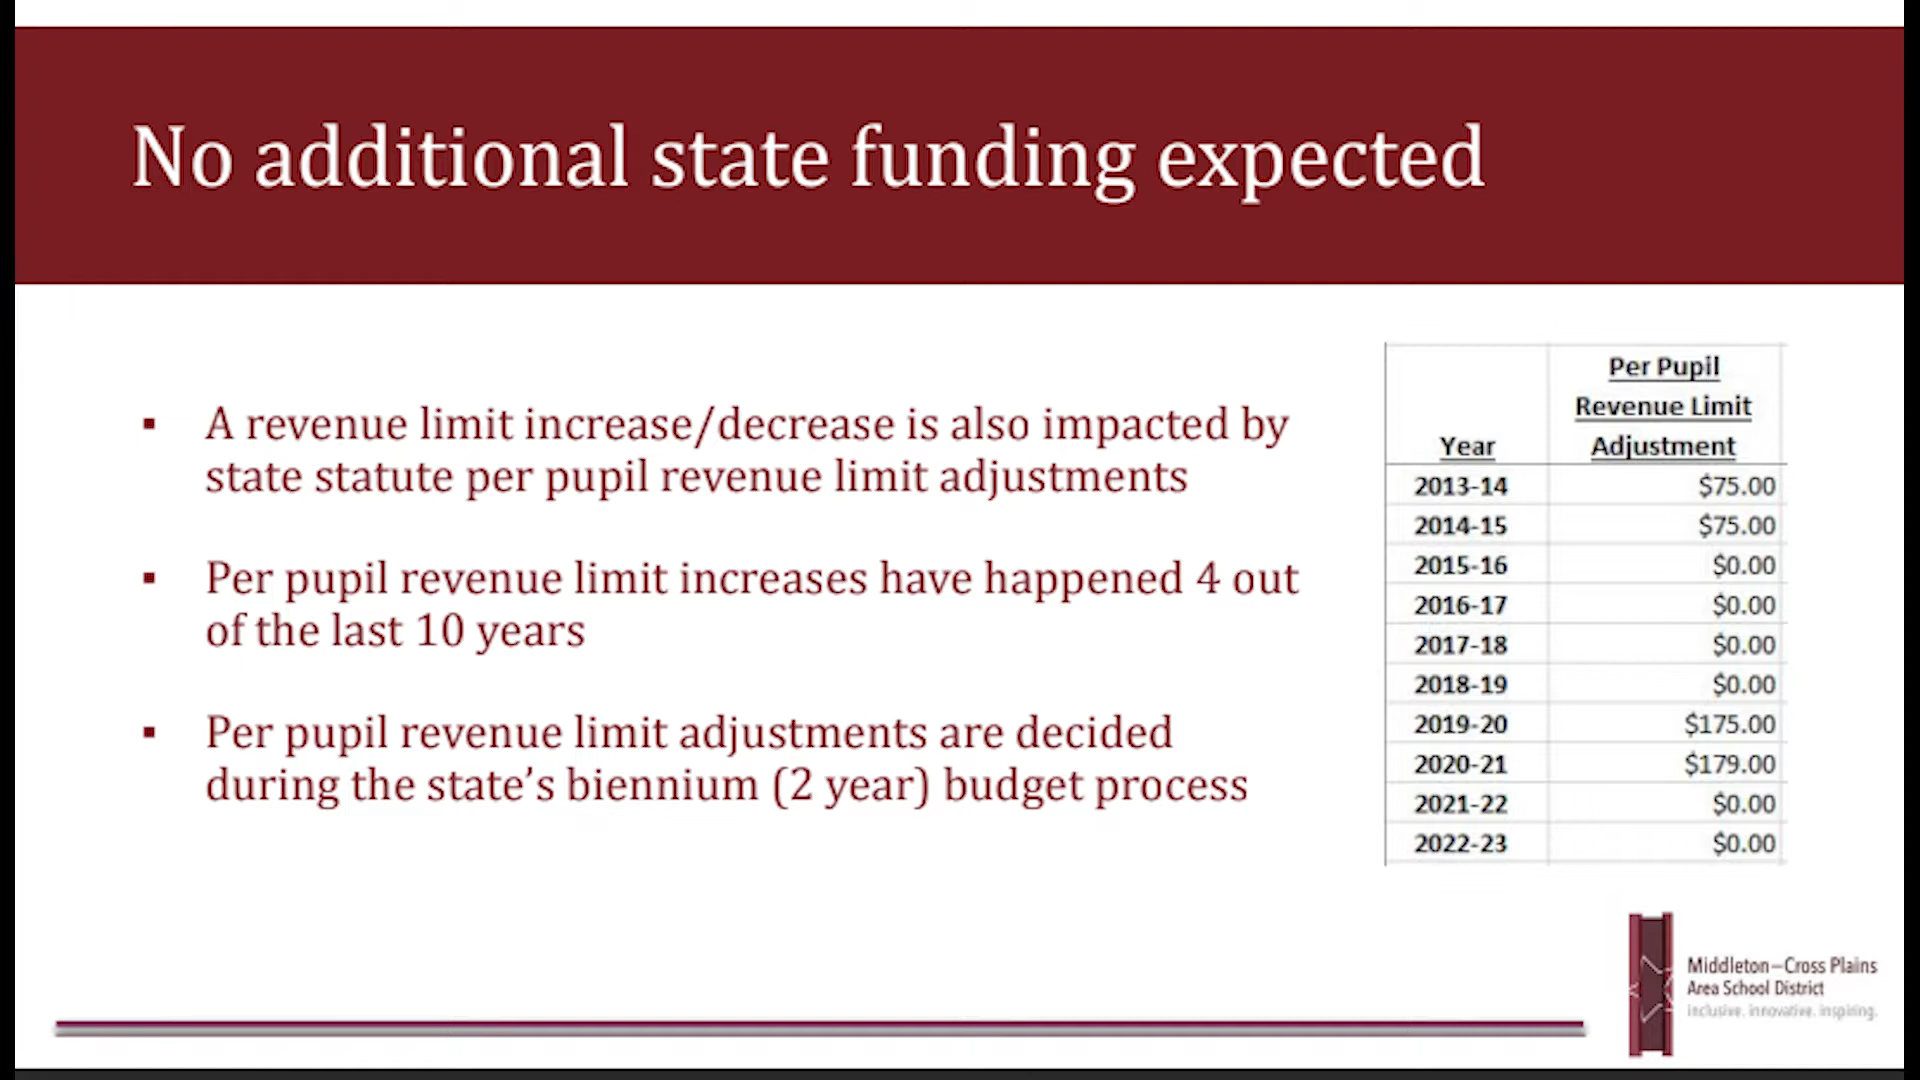 No additional state funding expected
▪ A revenue limit increase/decrease is also impacted by
state statute per pupil revenue limit adjustments
▪ Per pupil revenue limit increases have happened 4 out
of the last 10 years
▪ Per pupil revenue limit adjustments are decided
during the state’s biennium (2 year) budget process
Per Pupil
Revenue Limit
Year Adjustment
2013-14 $75.00
2014-15 $75.00
2015-16 $0.00
2016-17 $0.00
2017-18 $0.00
2018-19 $0.00
2019-20 $175.00
2020-21 $179.00
2021-22 $0.00
2022-23 $0.00
Middleton–Cross Plains
Area School District
inclusive. innovative. inspiring.